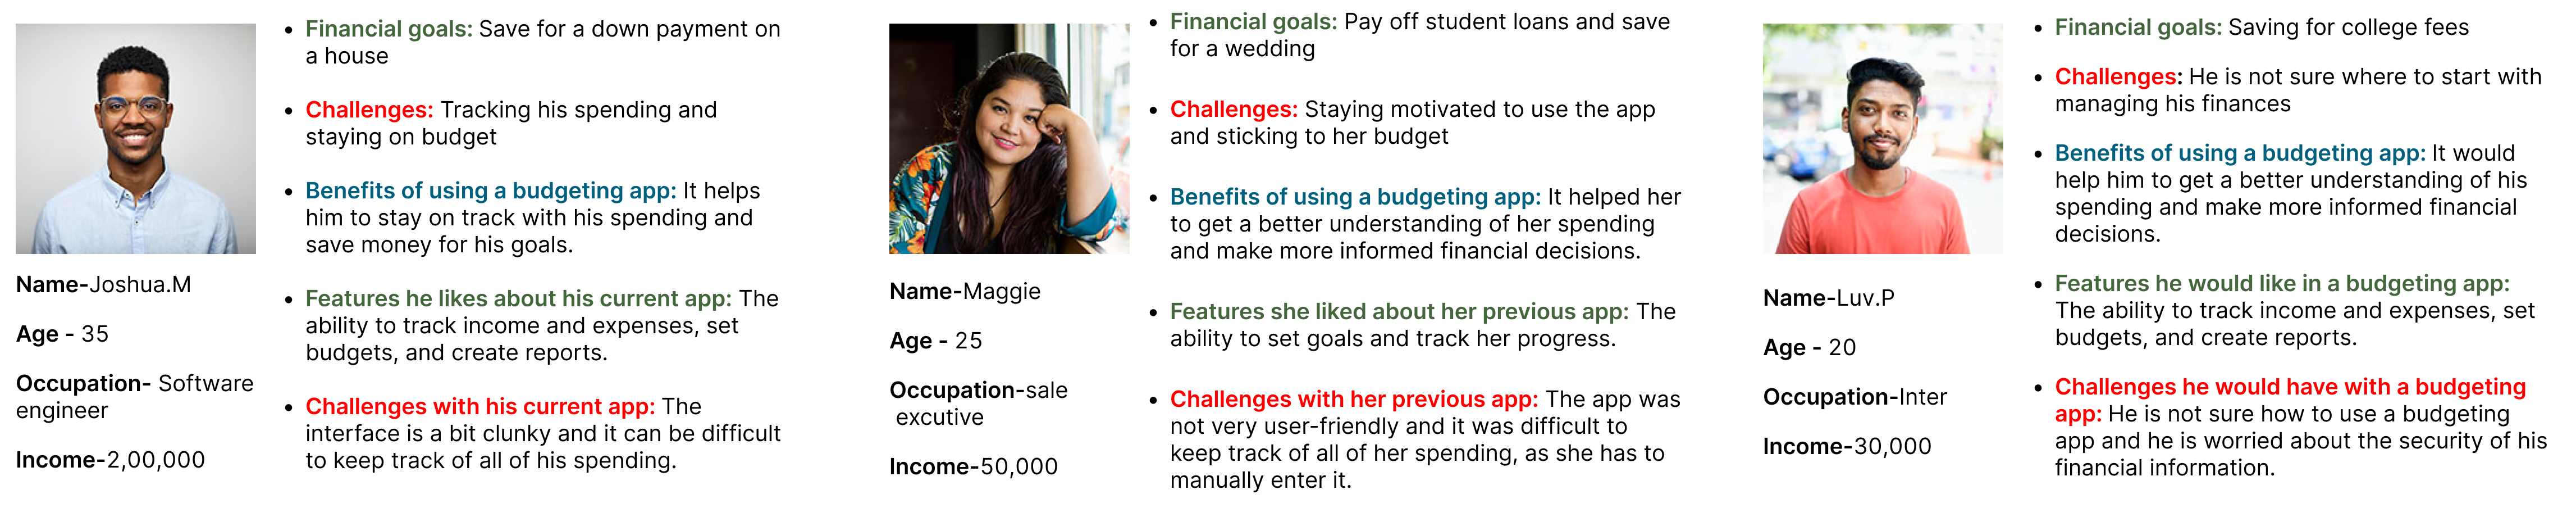 • Financial goals: Save for a down payment on
a house
• Challenges: Tracking his spending and
staying on budget
• Benefits of using a budgeting app: It helps
him to stay on track with his spending and
save money for his goals.
• Features he likes about his current app: The
ability to track income and expenses, set
budgets, and create reports.
• Challenges with his current app: The
interface is a bit clunky and it can be difficult
to keep track of all of his spending.
Name-Joshua.M
Age - 35
Occupation- Software
engineer
Income-2,00,000
• Financial goals: Pay off student loans and save
for a wedding
• Challenges: Staying motivated to use the app
and sticking to her budget
• Benefits of using a budgeting app: It helped her
to get a better understanding of her spending
and make more informed financial decisions.
• Features she liked about her previous app: The
ability to set goals and track her progress.
• Challenges with her previous app: The app was
not very user-friendly and it was difficult to
keep track of all of her spending, as she has to
manually enter it.
Name-Maggie
Age - 25
Occupation-sale
excutive
Income-50,000
• Financial goals: Saving for college fees
• Challenges: He is not sure where to start with
managing his finances
• Benefits of using a budgeting app: It would
help him to get a better understanding of his
spending and make more informed financial
decisions.
• Features he would like in a budgeting app:
The ability to track income and expenses, set
budgets, and create reports.
• Challenges he would have with a budgeting
app: He is not sure how to use a budgeting
app and he is worried about the security of his
financial information.
Name-Luv.P
Age - 20
Occupation-Inter
Income-30,000